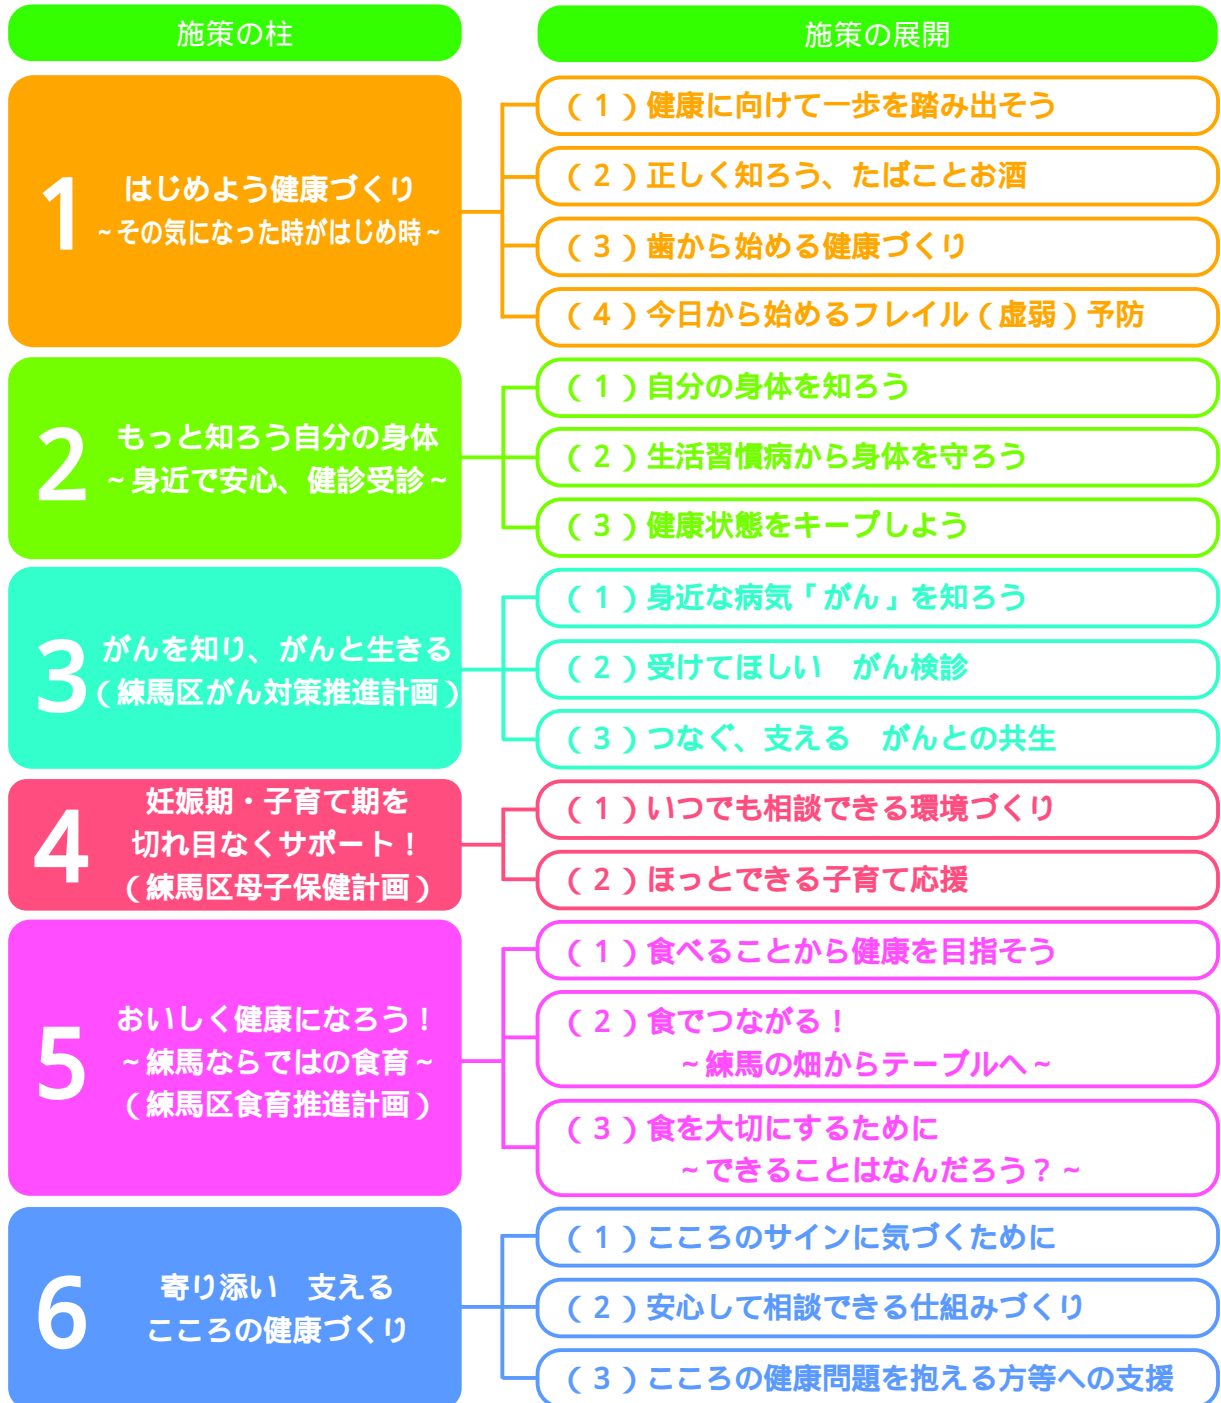 施策の柱
施策の展開
1
はじめよう健康づくり
~その気になった時がはじめ時~
(1)健康に向けて一歩を踏み出そう
(2)正しく知ろう、たばことお酒
(3)歯から始める健康づくり
(4)今日から始めるフレイル(虚弱)予防
2
もっと知ろう自分の身体
~身近で安心、健診受診~
(1)自分の身体を知ろう
(2)生活習慣病から身体を守ろう
(3)健康状態をキープしよう
3
がんを知り、がんと生きる
(練馬区がん対策推進計画)
(1)身近な病気「がん」を知ろう
(2)受けてほしい　がん検診
(3)つなぐ、支える　がんとの共生
4
妊娠期・子育て期を
切れ目なくサポート!
(練馬区母子保健計画)
(1)いつでも相談できる環境づくり
(2)ほっとできる子育て応援
5
おいしく健康になろう!
~練馬ならではの食育~
(練馬区食育推進計画)
(1)食べることから健康を目指そう
(2)食でつながる!
~練馬の畑からテーブルへ~
(3)食を大切にするために
~できることはなんだろう?~
6
寄り添い　支える
こころの健康づくり
(1)こころのサインに気づくために
(2)安心して相談できる仕組みづくり
(3)こころの健康問題を抱える方等への支援